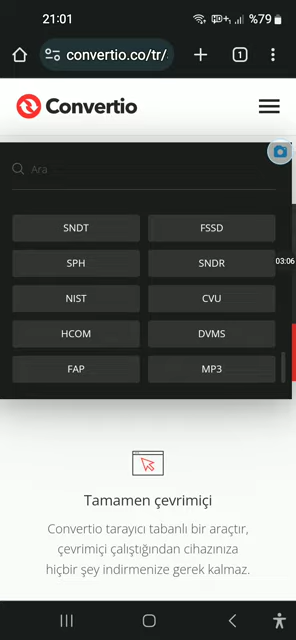 21:01
%79
convertio.co/tr/
1
Convertio
Ara
SNDT
FSSD
SPH
SNDR
03:06
NIST
CVU
HCOM
DVMS
FAP
MP3
Tamamen çevrimiçi
Convertio tarayıcı tabanlı bir araçtır,
çevrimiçi çalıştığından cihazınıza
hiçbir şey indirmenize gerek kalmaz.